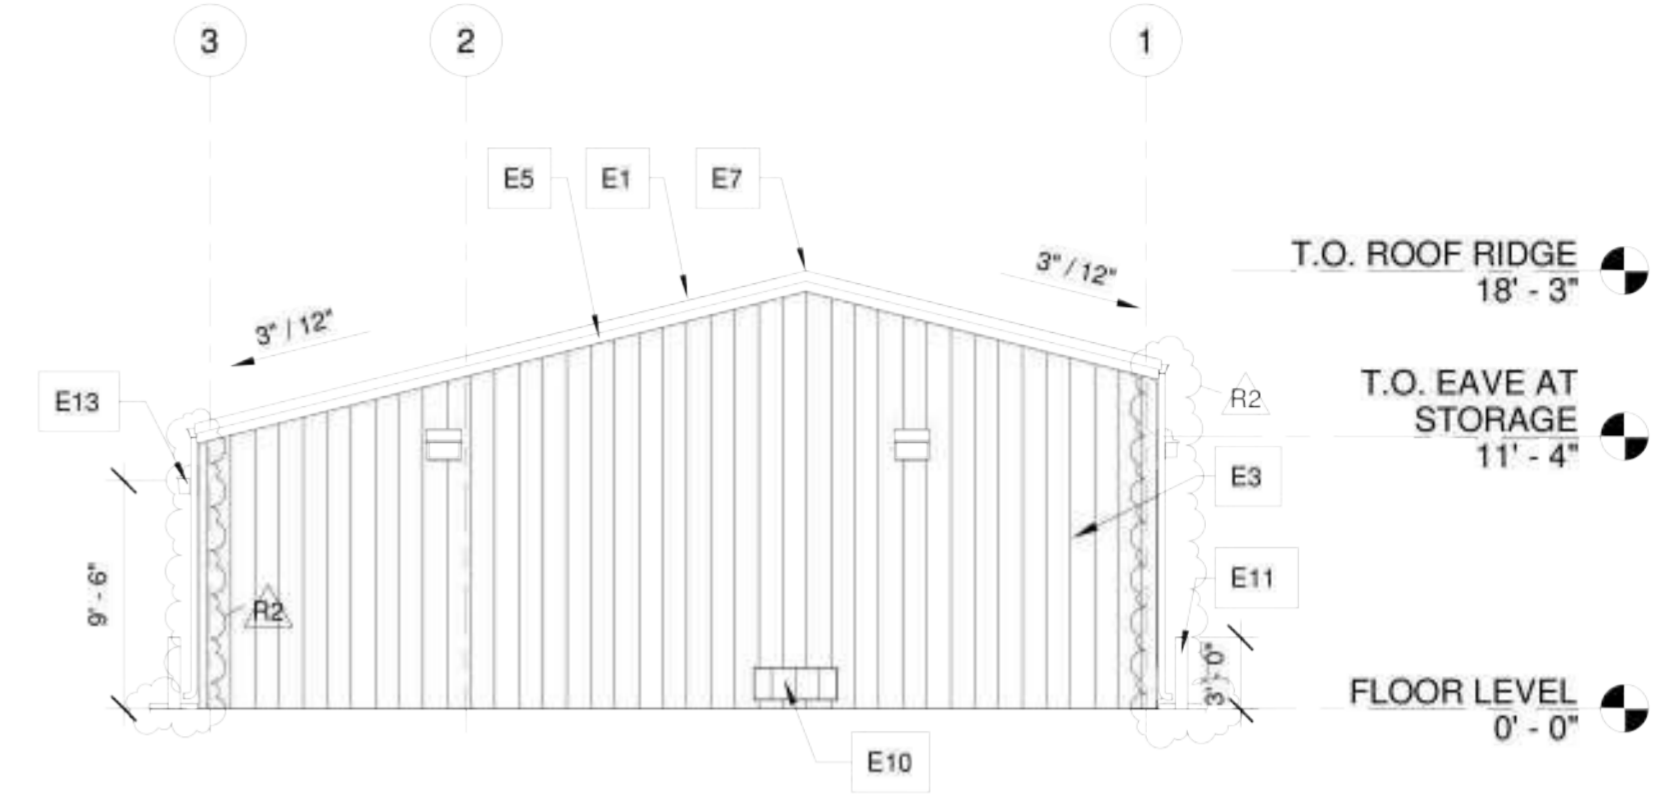 3
2
1
E5
E1
E7
3" / 12"
3" / 12"
T.O. ROOF RIDGE
18' - 3"
E13
R2
T.O. EAVE AT
STORAGE
11' - 4"
E3
9' - 6"
R2
E11
3' - 0"
FLOOR LEVEL
0' - 0"
E10